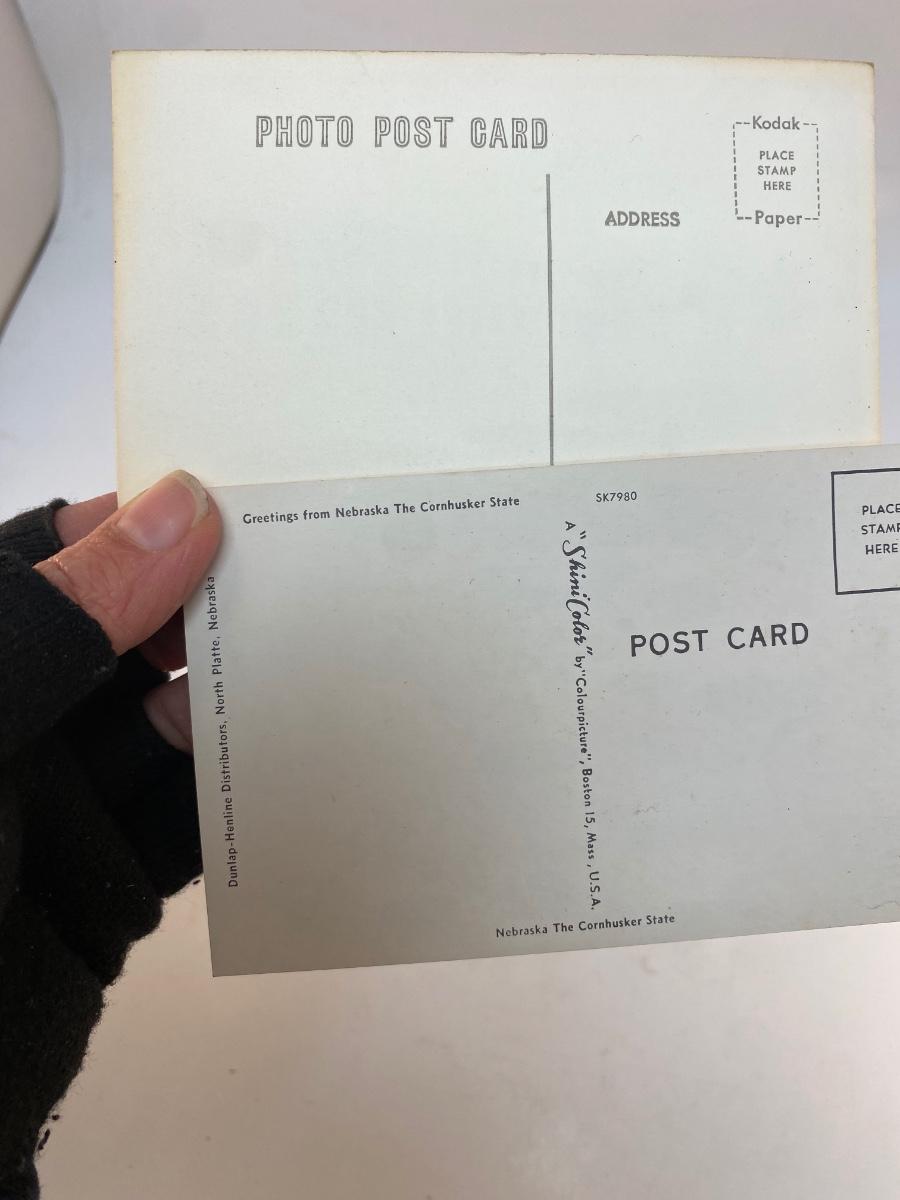 PHOTO POST CARD
--Kodak--
PLACE
STAMP
HERE
--Paper--
ADDRESS
Greetings from Nebraska The Cornhusker State
SK7980
PLACE
STAMP
HERE
POST CARD
Dunlap-Henline Distributors, North Platte, Nebraska
A "ShiniColor" by "Colourpicture", Boston 15, Mass., U.S.A.
Nebraska The Cornhusker State